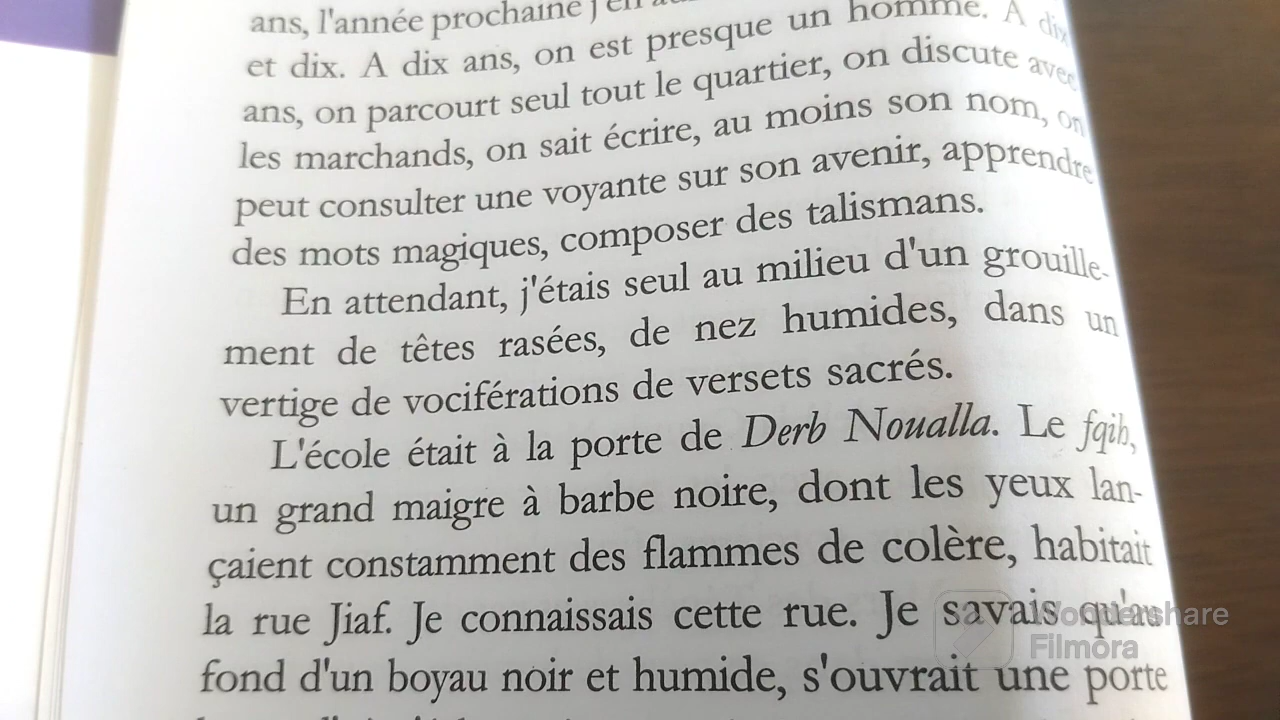 ans, l'année prochaine j'en
et dix. A dix ans, on est presque un homme. A dix
ans, on parcourt seul tout le quartier, on discute avec
les marchands, on sait écrire, au moins son nom, on
peut consulter une voyante sur son avenir, apprendre
des mots magiques, composer des talismans.
En attendant, j'étais seul au milieu d'un grouille-
ment de têtes rasées, de nez humides, dans un
vertige de vociférations de versets sacrés.
L'école était à la porte de Derb Noualla. Le fqih,
un grand maigre à barbe noire, dont les yeux lan-
çaient constamment des flammes de colère, habitait
la rue Jiaf. Je connaissais cette rue. Je savais qu'au
fond d'un boyau noir et humide, s'ouvrait une porte
Wondershare
Filmora